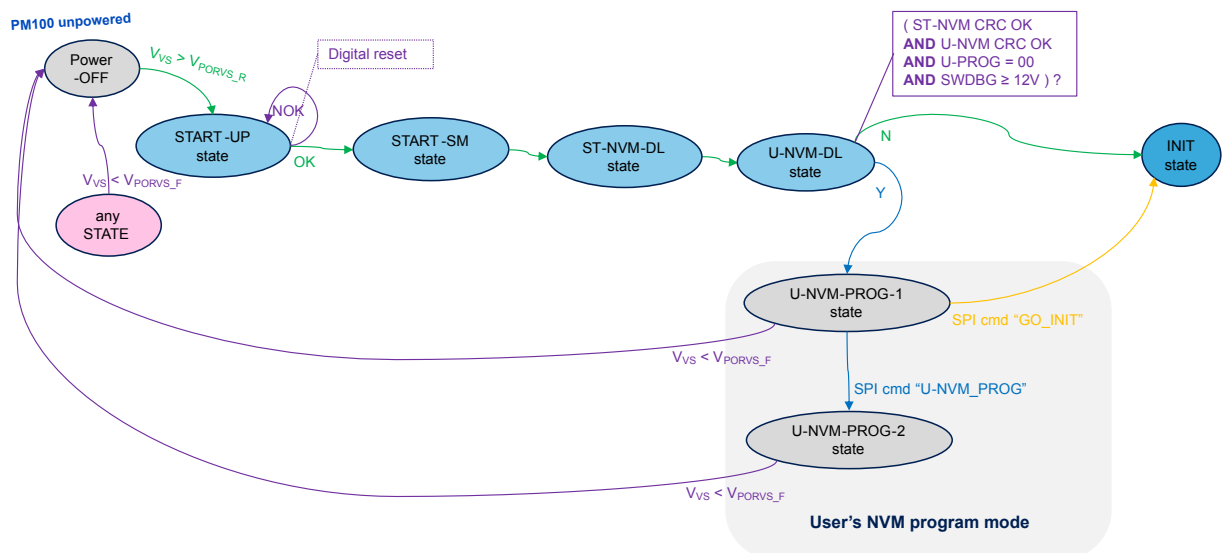 PM100 unpowered
Power
-OFF
VVS > VPORVS_R
Digital reset
NOK
START-UP
state
OK
START-SM
state
ST-NVM-DL
state
U-NVM-DL
state
( ST-NVM CRC OK
AND U-NVM CRC OK
AND U-PROG = 00
AND SWDBG ≥ 12V ) ?
N
INIT
state
VVS < VPORVS_F
any
STATE
Y
U-NVM-PROG-1
state
SPI cmd “GO_INIT”
VVS < VPORVS_F
SPI cmd “U-NVM_PROG”
U-NVM-PROG-2
state
VVS < VPORVS_F
User’s NVM program mode